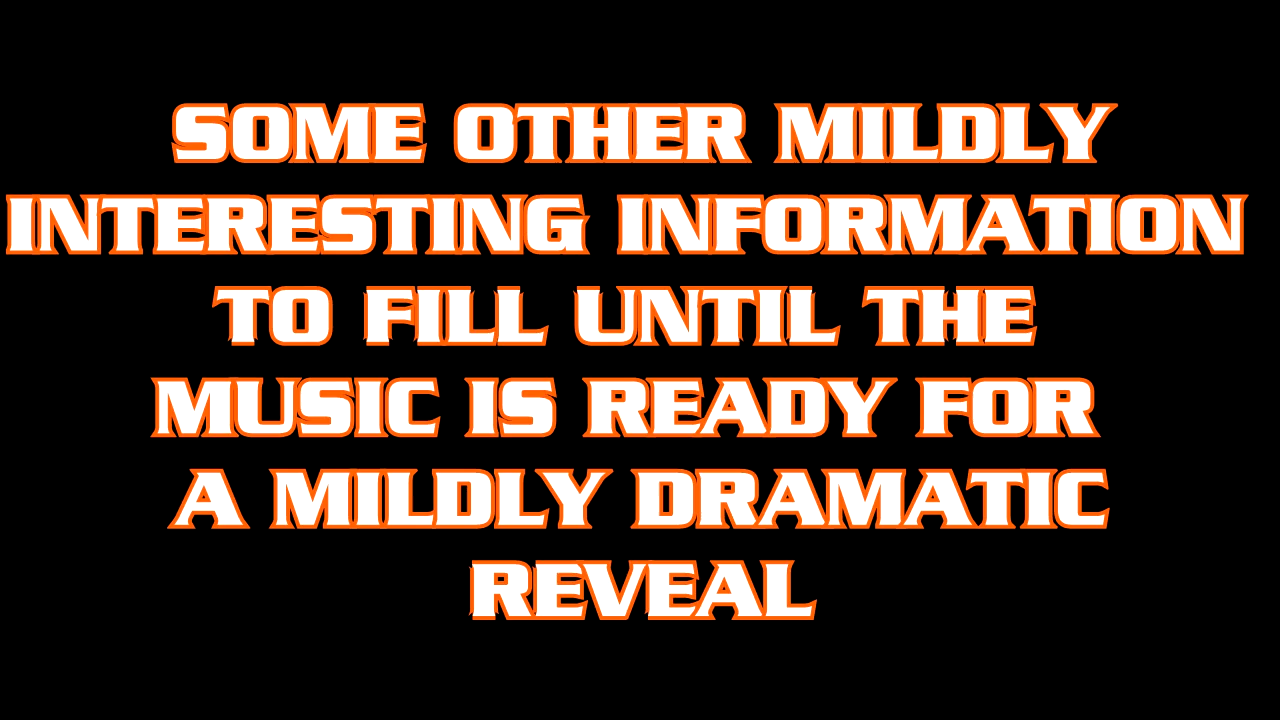 SOME OTHER MILDLY
INTERESTING INFORMATION
TO FILL UNTIL THE
MUSIC IS READY FOR
A MILDLY DRAMATIC
REVEAL